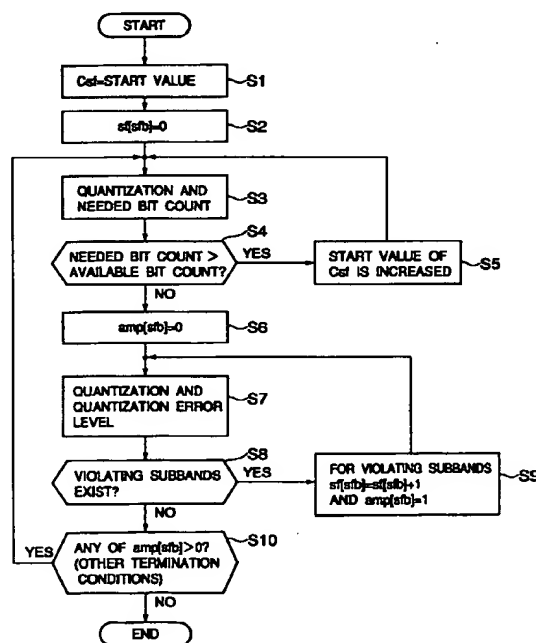 START
Csf=START VALUE
S1
sf[sfb]=0
S2
QUANTIZATION AND
NEEDED BIT COUNT
S3
S4
NEEDED BIT COUNT >
AVAILABLE BIT COUNT?
YES
START VALUE OF
Csf IS INCREASED
S5
NO
amp[sfb]=0
S6
QUANTIZATION AND
QUANTIZATION ERROR
LEVEL
S7
S8
VIOLATING SUBBANDS
EXIST?
YES
FOR VIOLATING SUBBANDS
sf[sfb]=sf[sfb]+1
AND amp[sfb]=1
S9
NO
S10
YES
ANY OF amp[sfb]>0?
(OTHER TERMINATION
CONDITIONS)
NO
END